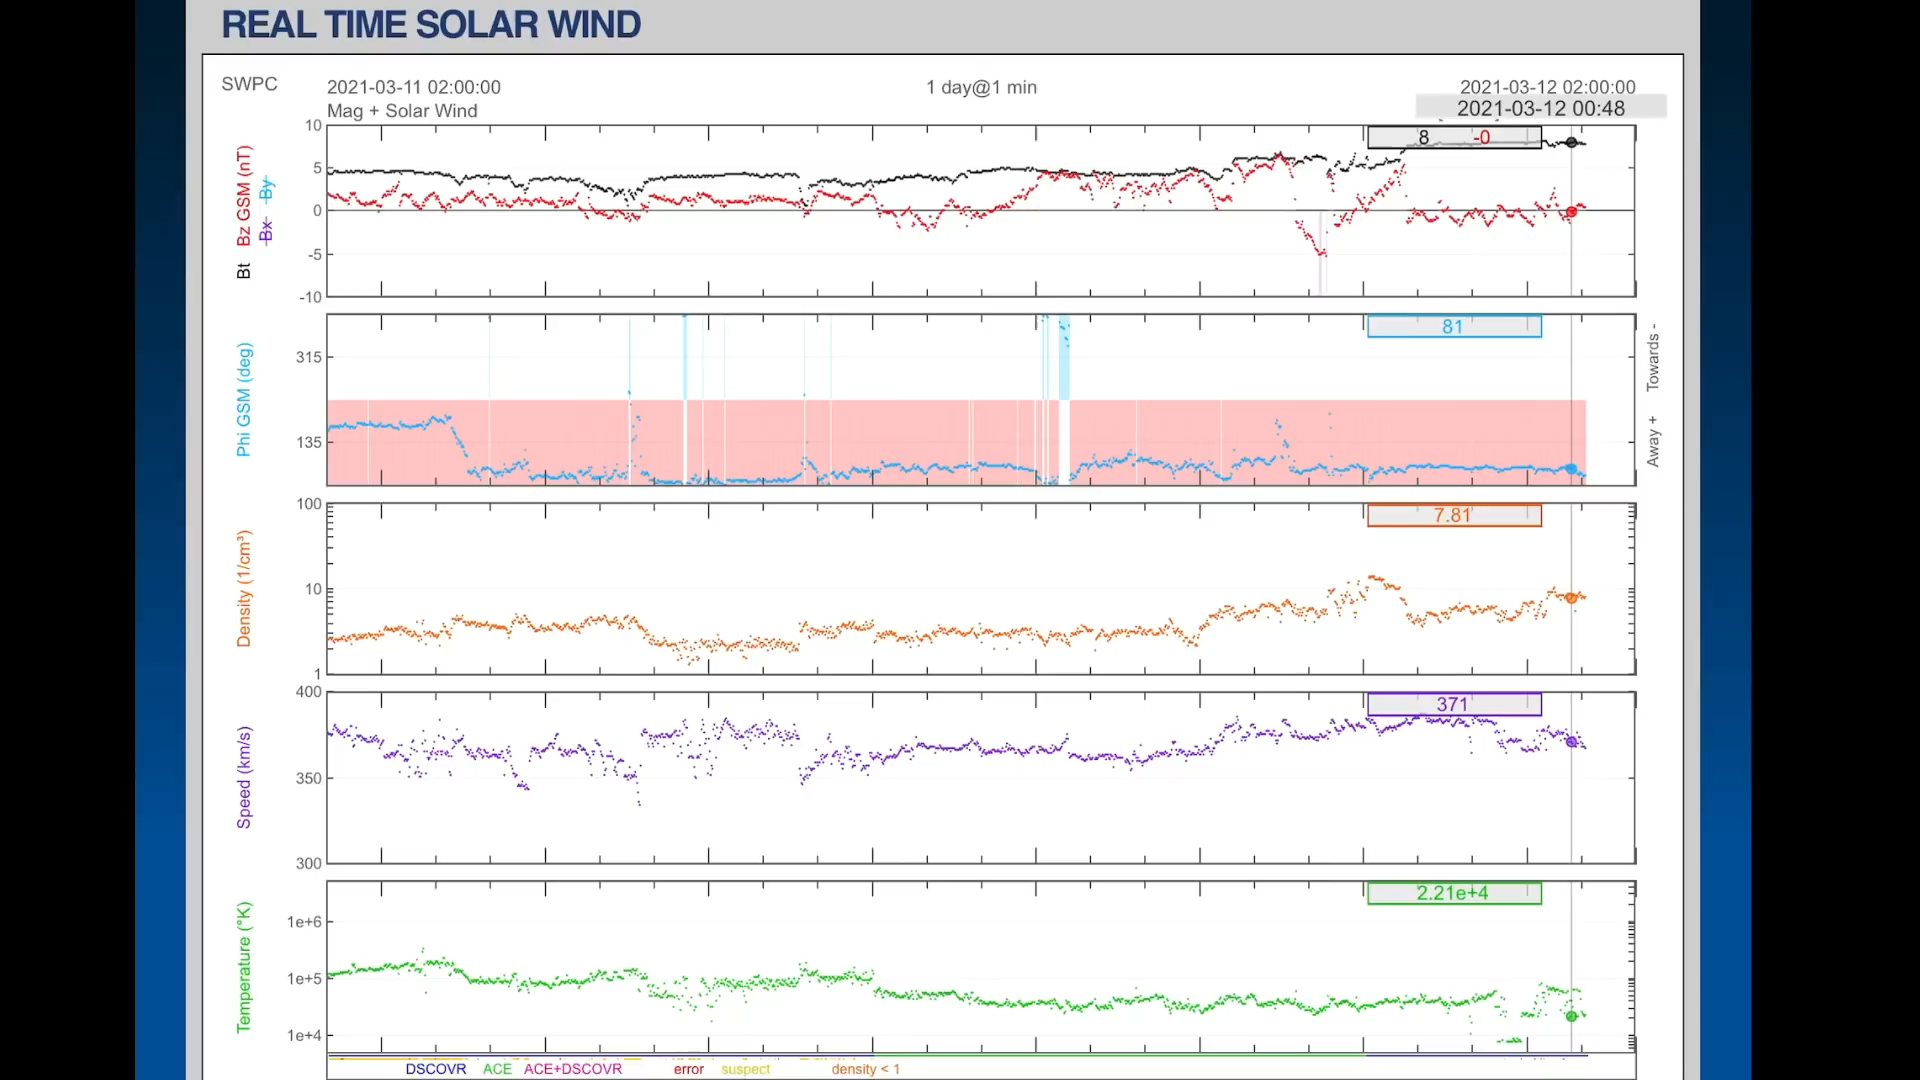 REAL TIME SOLAR WIND
SWPC
2021-03-11 02:00:00
1 day@1 min
2021-03-12 02:00:00
Mag + Solar Wind
2021-03-12 00:48
Bt Bz GSM (nT)
Bx By
10
5
0
-5
-10
8 -0
Phi GSM (deg)
315
135
81
Towards -
Away +
Density (1/cm³)
100
10
1
7.81
Speed (km/s)
400
350
300
371
Temperature (°K)
1e+6
1e+5
1e+4
2.21e+4
DSCOVR ACE ACE+DSCOVR error suspect density < 1